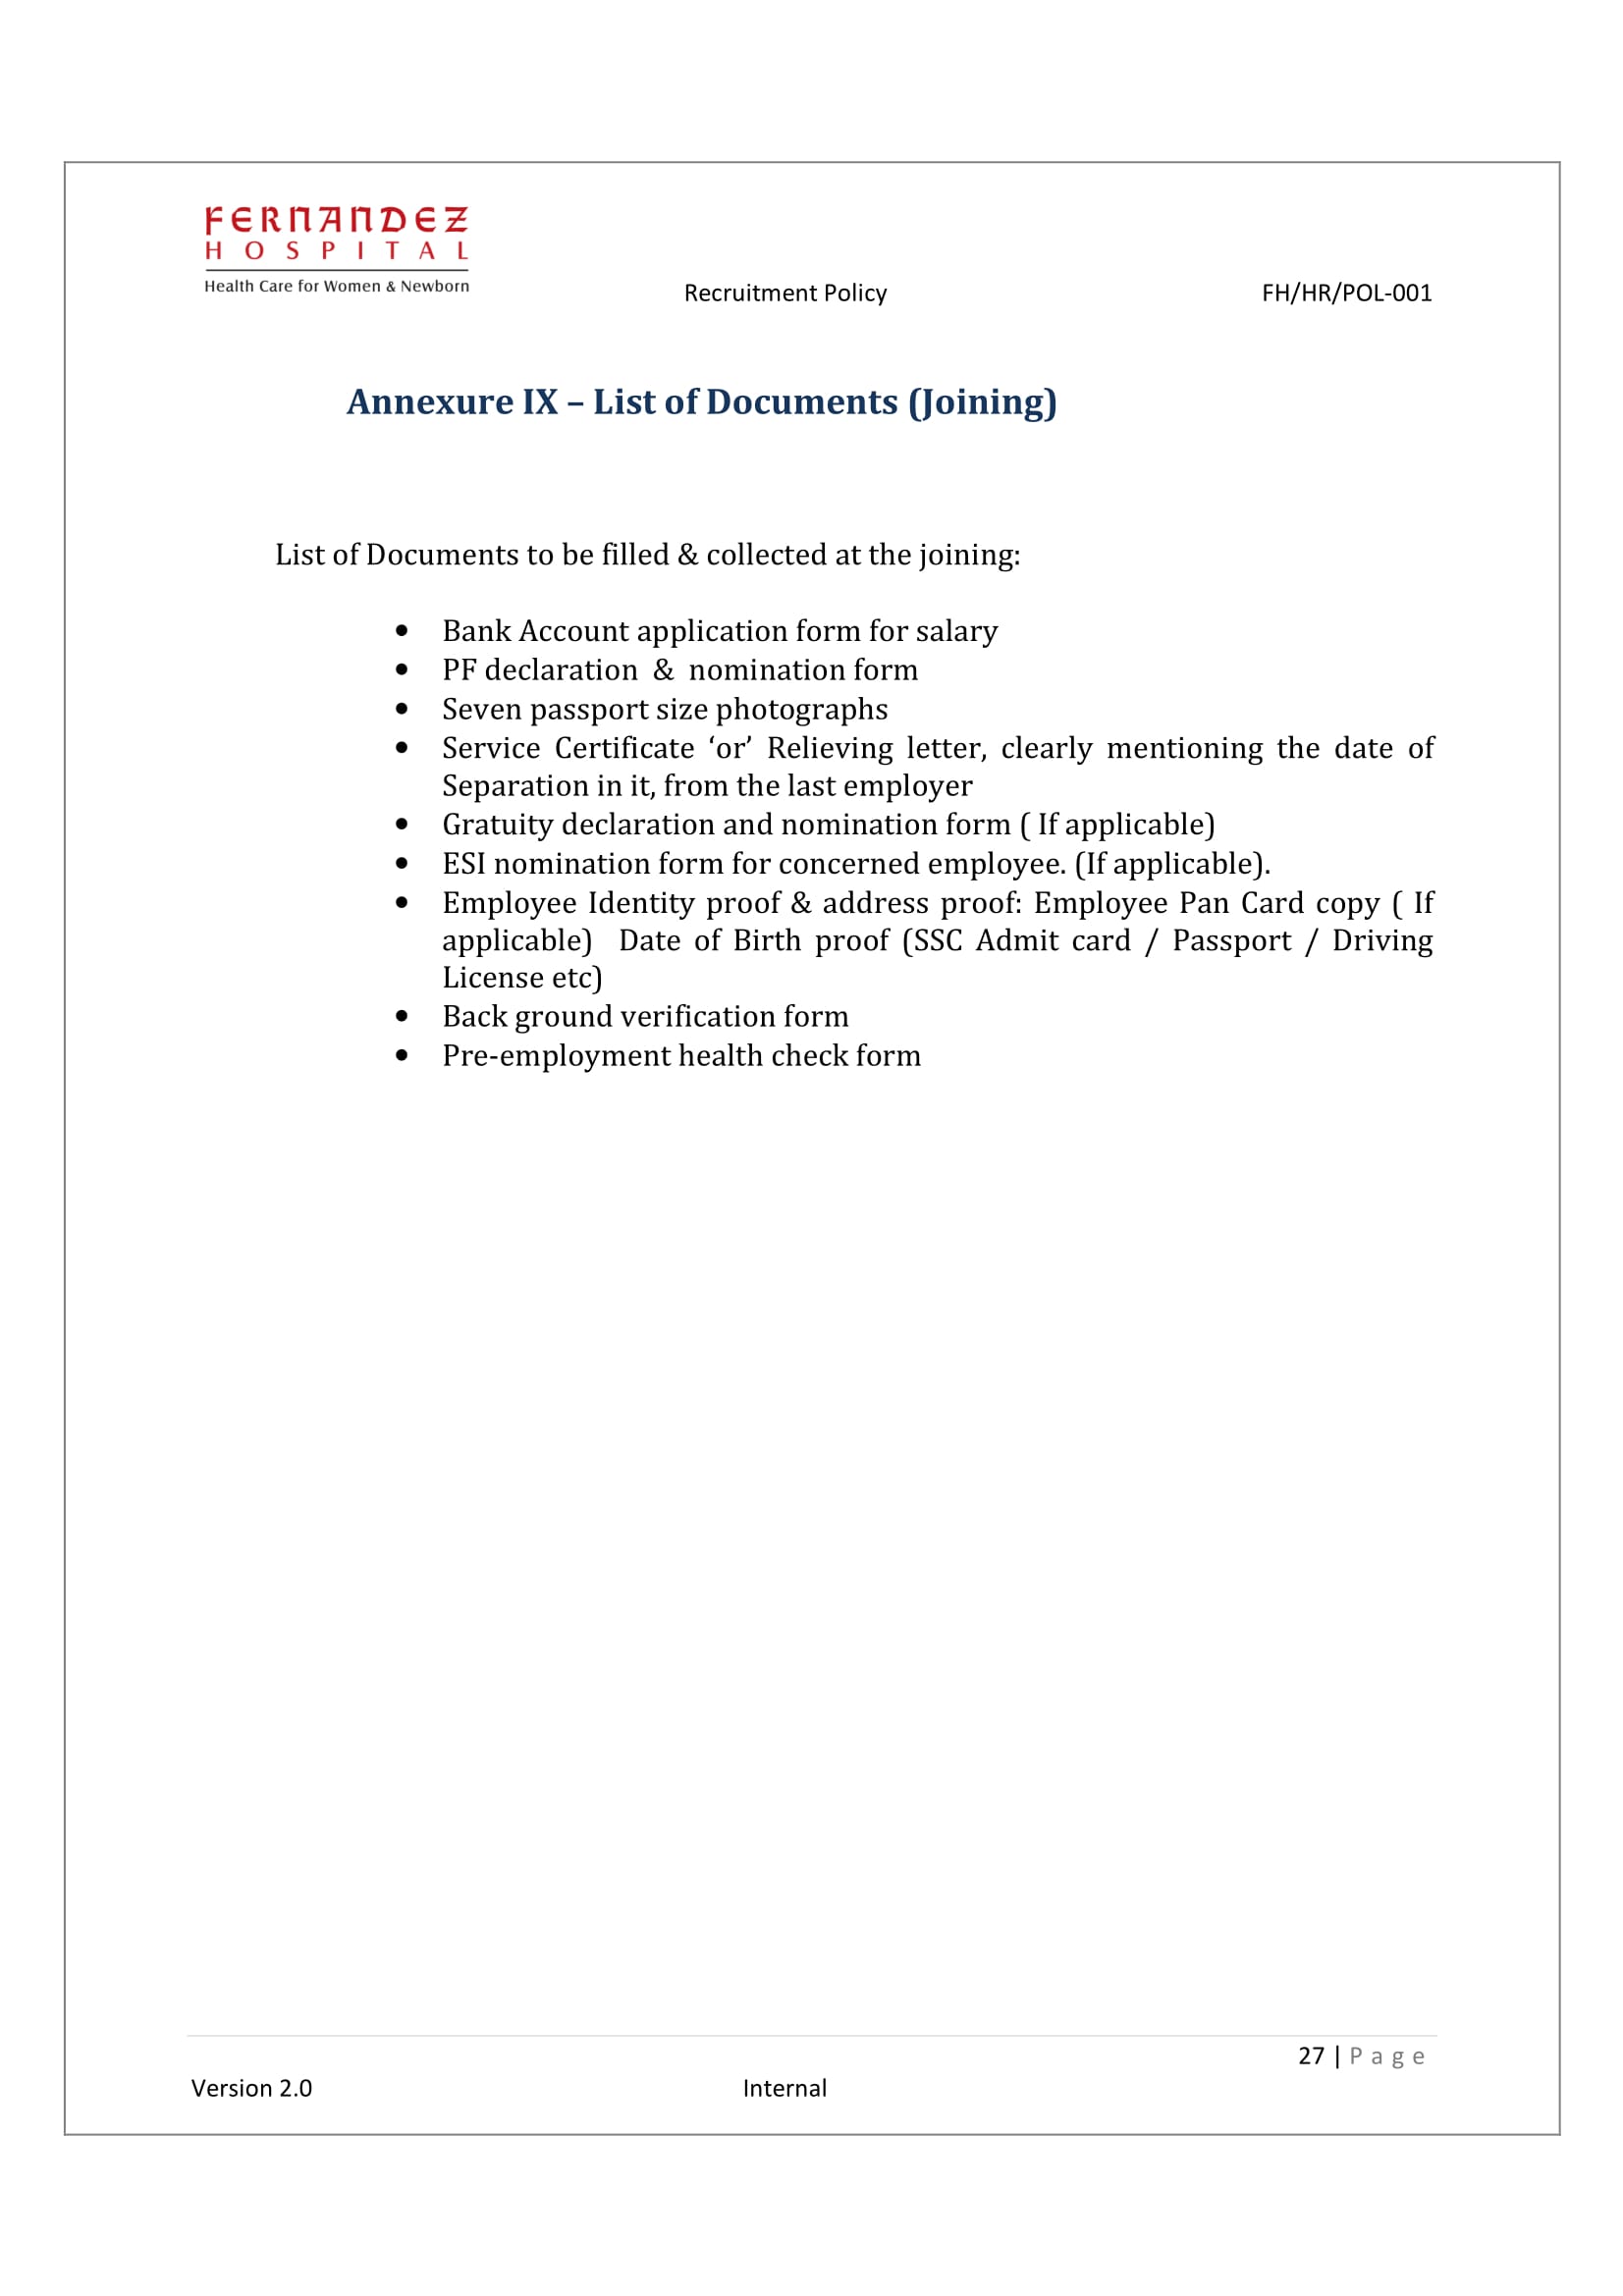 FERNANDEZ
HOSPITAL
Health Care for Women & Newborn
Recruitment Policy
FH/HR/POL-001
Annexure IX – List of Documents (Joining)
List of Documents to be filled & collected at the joining:
• Bank Account application form for salary
• PF declaration & nomination form
• Seven passport size photographs
• Service Certificate ‘or’ Relieving letter, clearly mentioning the date of
Separation in it, from the last employer
• Gratuity declaration and nomination form ( If applicable)
• ESI nomination form for concerned employee. (If applicable).
• Employee Identity proof & address proof: Employee Pan Card copy ( If
applicable) Date of Birth proof (SSC Admit card / Passport / Driving
License etc)
• Back ground verification form
• Pre-employment health check form
27 | Page
Version 2.0
Internal